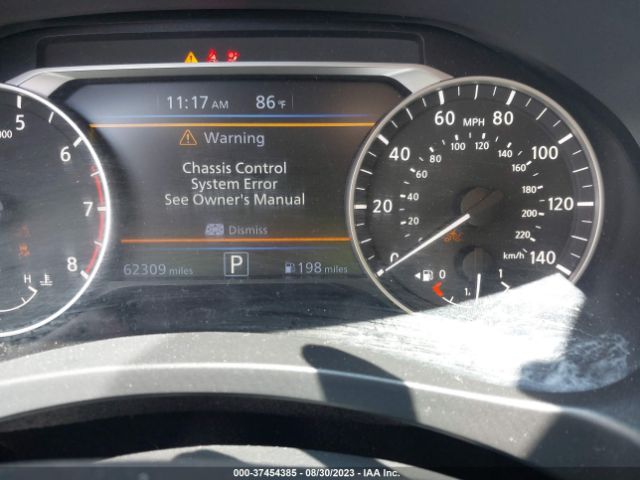 11:17 AM 86 °F
Warning
Chassis Control
System Error
See Owner's Manual
Dismiss
62309 miles P 198 miles
5
6
7
8
H
0
20
40
60
80
100
120
140
MPH
20
40
60
80
100
120
140
160
180
200
220
km/h
0
1
000-37454385 - 08/30/2023 - IAA Inc.